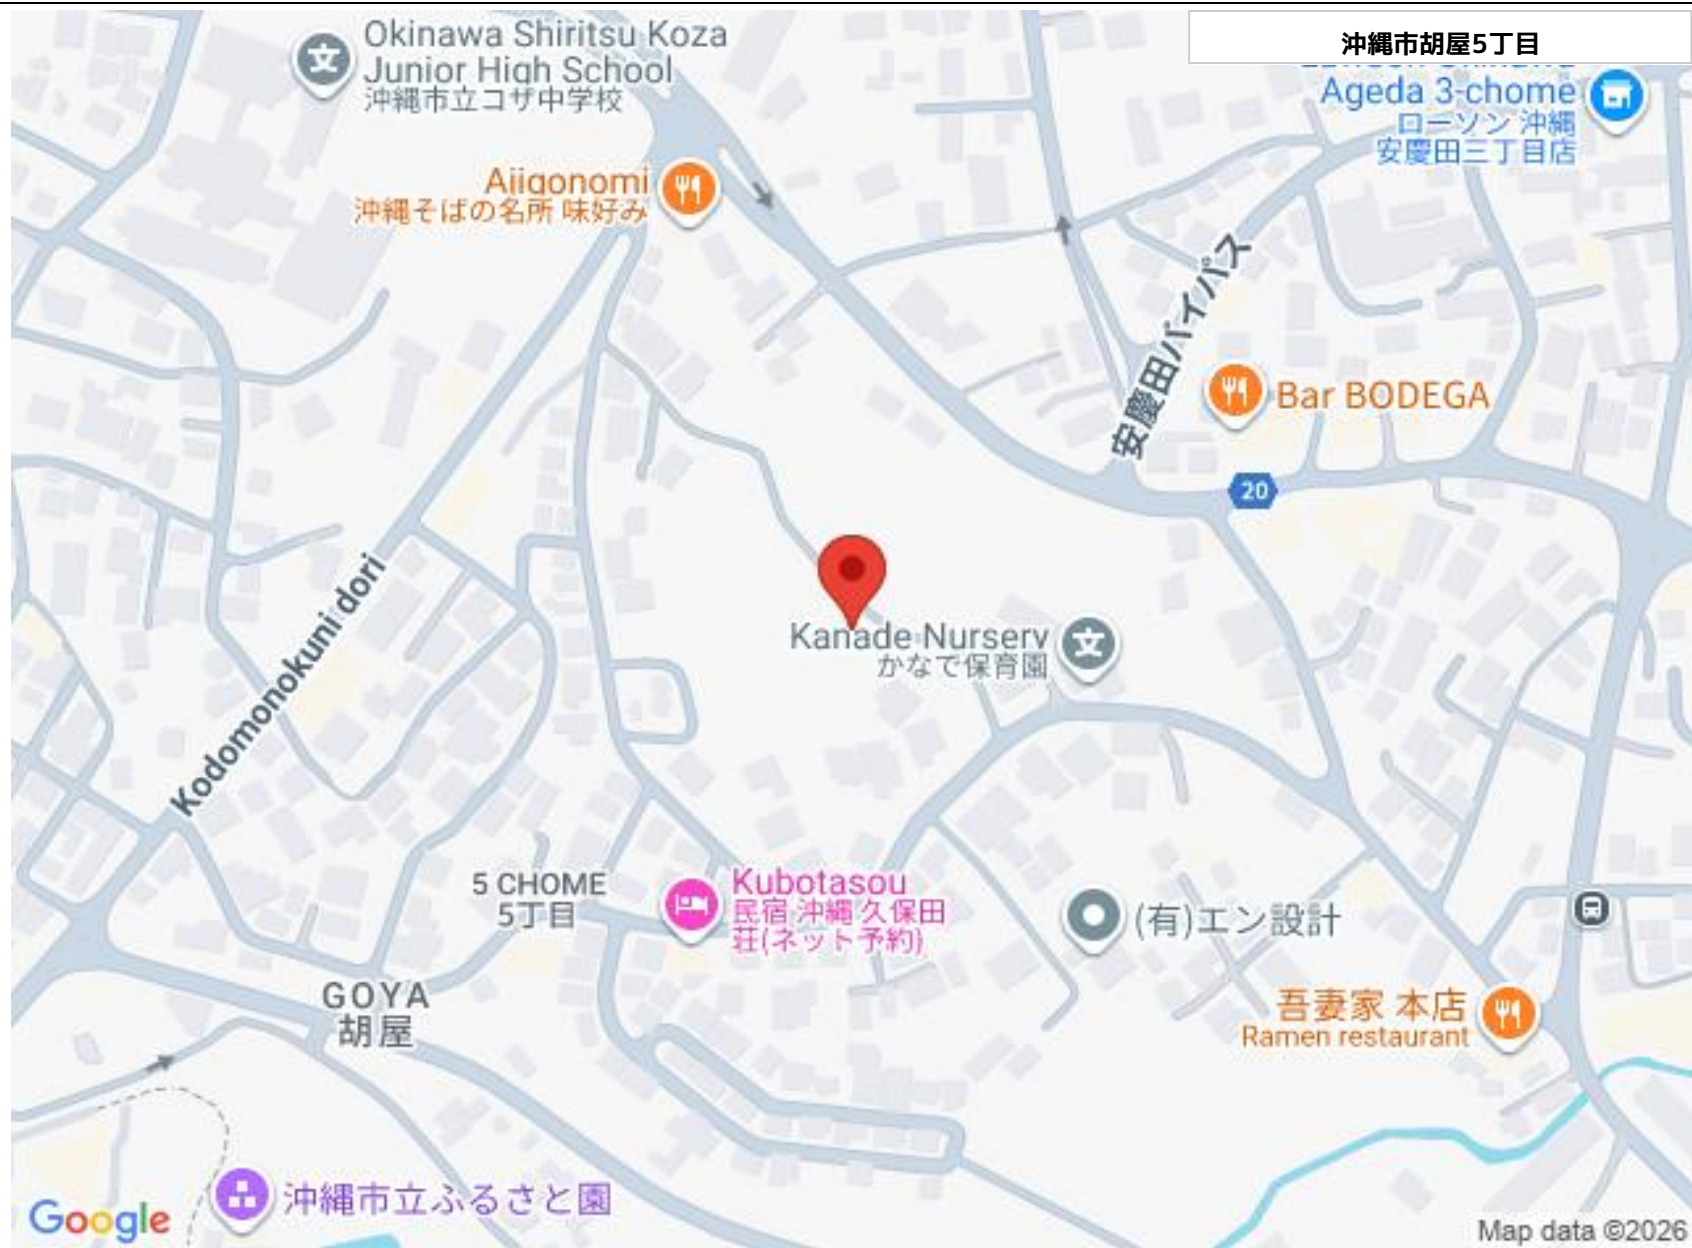 沖縄市胡屋5丁目
Okinawa Shiritsu Koza
Junior High School
沖縄市立コザ中学校
Ageda 3-chome
ローソン 沖縄
安慶田三丁目店
Ajigonomi
沖縄そばの名所 味好み
安慶田バイパス
Bar BODEGA
20
Kodomonokuni dori
Kanade Nursery
かなで保育園
5 CHOME
5丁目
Kubotasou
民宿 沖縄 久保田
荘(ネット予約)
(有)エン設計
GOYA
胡屋
吾妻家 本店
Ramen restaurant
沖縄市立ふるさと園
Google
Map data ©2026